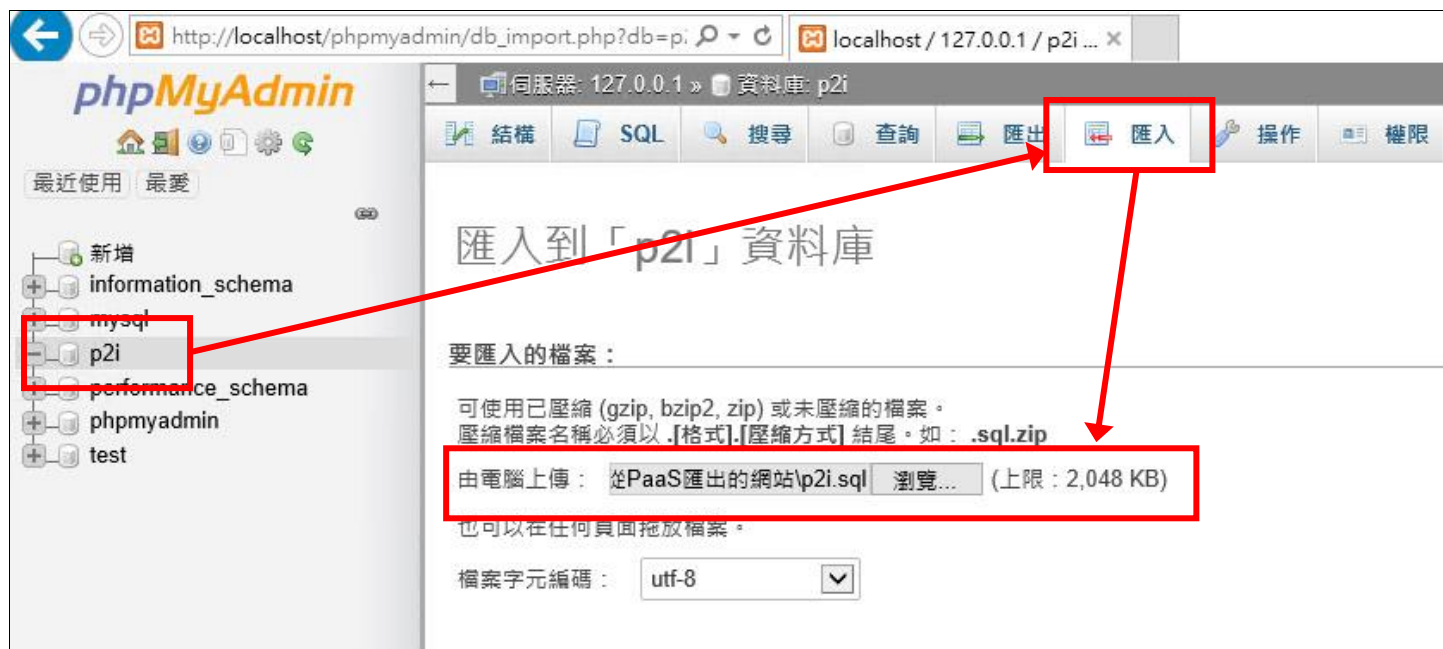 http://localhost/phpmyadmin/db_import.php?db=p
localhost / 127.0.0.1 / p2i ...
phpMyAdmin
最近使用 最愛
新增
information_schema
mysql
p2i
performance_schema
phpmyadmin
test
伺服器: 127.0.0.1 » 資料庫: p2i
結構 SQL 搜尋 查詢 匯出 匯入 操作 權限
匯入到「p2i」資料庫
要匯入的檔案：
可使用已壓縮 (gzip, bzip2, zip) 或未壓縮的檔案。
壓縮檔案名稱必須以 .[格式].[壓縮方式] 結尾。如： .sql.zip
由電腦上傳： 從PaaS匯出的網站\p2i.sql 瀏覽... (上限：2,048 KB)
也可以在任何頁面拖放檔案。
檔案字元編碼： utf-8